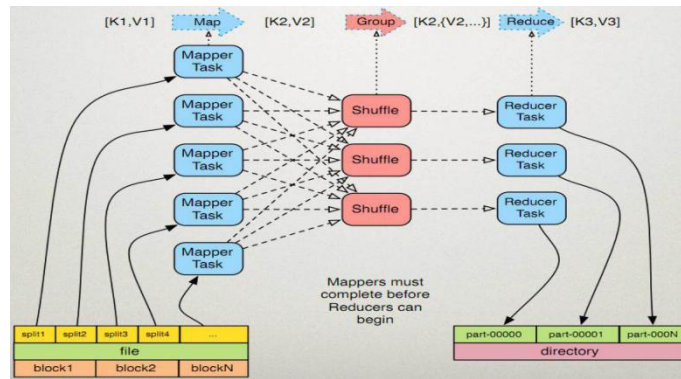 [K1,V1] Map [K2,V2] Group [K2,{V2,...}] Reduce [K3,V3]
Mapper
Task
Mapper
Task
Mapper
Task
Mapper
Task
Mapper
Task
Shuffle
Shuffle
Shuffle
Reducer
Task
Reducer
Task
Reducer
Task
Mappers must
complete before
Reducers can
begin
split1 split2 split3 split4 ...
file
block1 block2 blockN
part-00000 part-00001 part-000N
directory